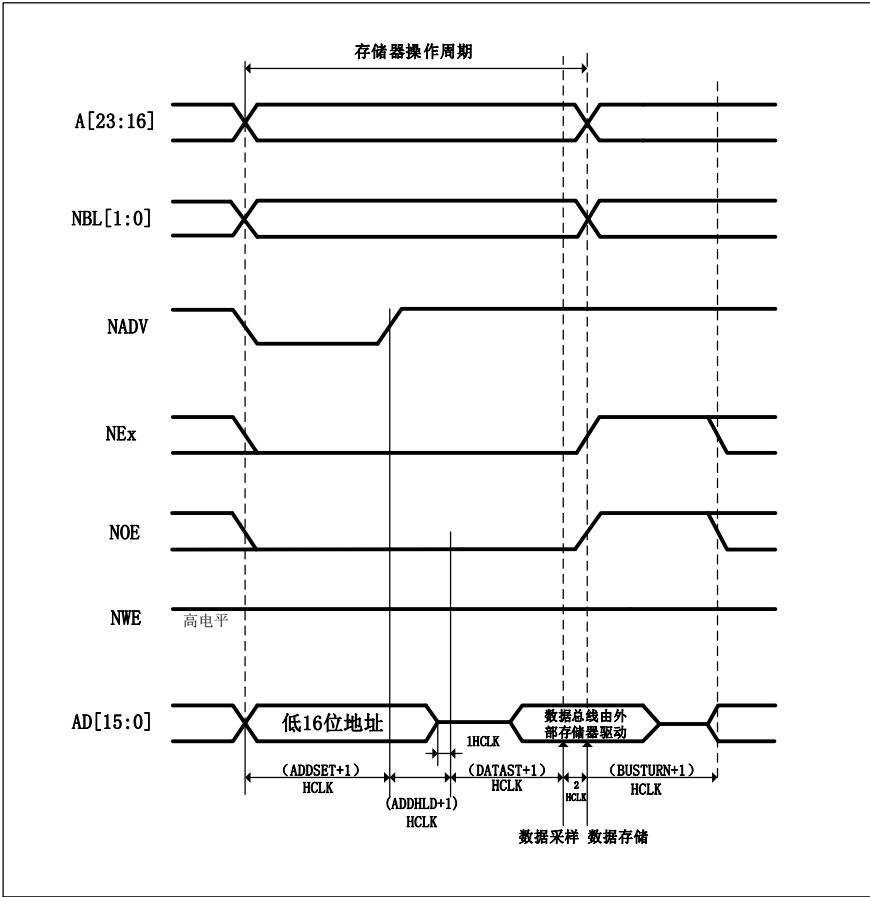 存储器操作周期
A[23:16]
NBL[1:0]
NADV
NEx
NOE
NWE
高电平
AD[15:0]
低16位地址
数据总线由外
部存储器驱动
1HCLK
(ADDSET+1)
HCLK
(ADDHLD+1)
HCLK
(DATAST+1)
HCLK
2
HCLK
(BUSTURN+1)
HCLK
数据采样 数据存储